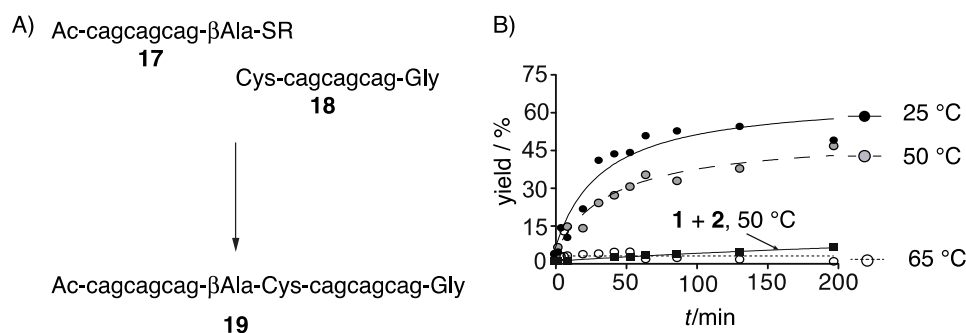 A)
Ac-cagcagcag-βAla-SR
17
Cys-cagcagcag-Gly
18
Ac-cagcagcag-βAla-Cys-cagcagcag-Gly
19
B)
yield / %
75
60
45
30
15
0
0
50
100
150
200
t/min
25 °C
50 °C
1 + 2, 50 °C
65 °C